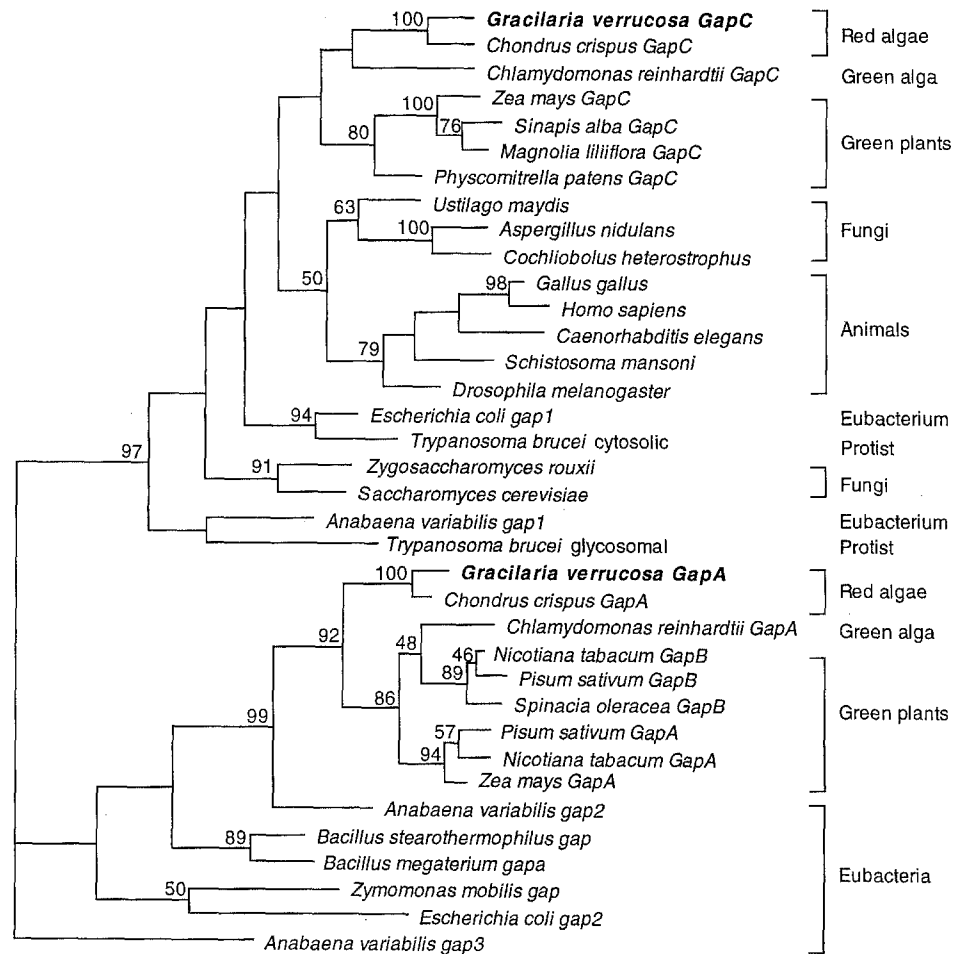 100 Gracilaria verrucosa GapC
Chondrus crispus GapC
Red algae
Chlamydomonas reinhardtii GapC Green alga
Zea mays GapC
100
76 Sinapis alba GapC
80 Magnolia liliiflora GapC
Green plants
Physcomitrella patens GapC
63 Ustilago maydis
100 Aspergillus nidulans
Fungi
Cochliobolus heterostrophus
50
98 Gallus gallus
Homo sapiens
Caenorhabditis elegans
Animals
79 Schistosoma mansoni
Drosophila melanogaster
94 Escherichia coli gap1 Eubacterium
Trypanosoma brucei cytosolic Protist
97
91 Zygosaccharomyces rouxii
Fungi
Saccharomyces cerevisiae
Anabaena variabilis gap1 Eubacterium
Trypanosoma brucei glycosomal Protist
100 Gracilaria verrucosa GapA
Red algae
Chondrus crispus GapA
Chlamydomonas reinhardtii GapA Green alga
92 48
46 Nicotiana tabacum GapB
89 Pisum sativum GapB
86 Spinacia oleracea GapB
Green plants
99
57 Pisum sativum GapA
94 Nicotiana tabacum GapA
Zea mays GapA
Anabaena variabilis gap2
89 Bacillus stearothermophilus gap
Bacillus megaterium gapa
Eubacteria
50 Zymomonas mobilis gap
Escherichia coli gap2
Anabaena variabilis gap3